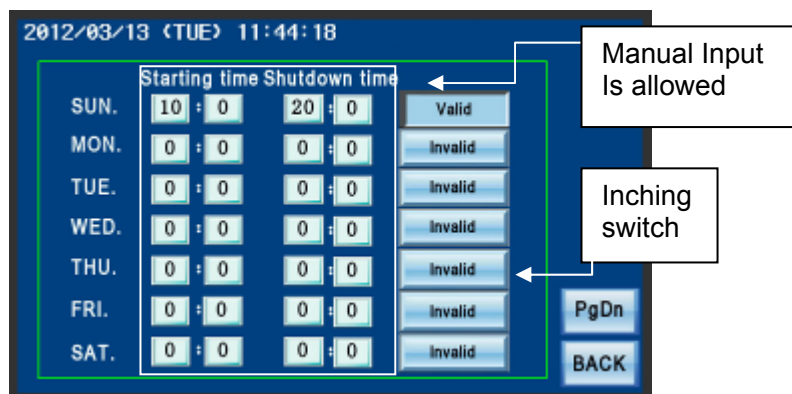 2012/03/13 (TUE) 11:44:18
Manual Input
Is allowed
Starting time Shutdown time
SUN. 10 : 0 20 : 0 Valid
MON. 0 : 0 0 : 0 Invalid
TUE. 0 : 0 0 : 0 Invalid
Inching
switch
WED. 0 : 0 0 : 0 Invalid
THU. 0 : 0 0 : 0 Invalid
FRI. 0 : 0 0 : 0 Invalid
PgDn
SAT. 0 : 0 0 : 0 Invalid
BACK